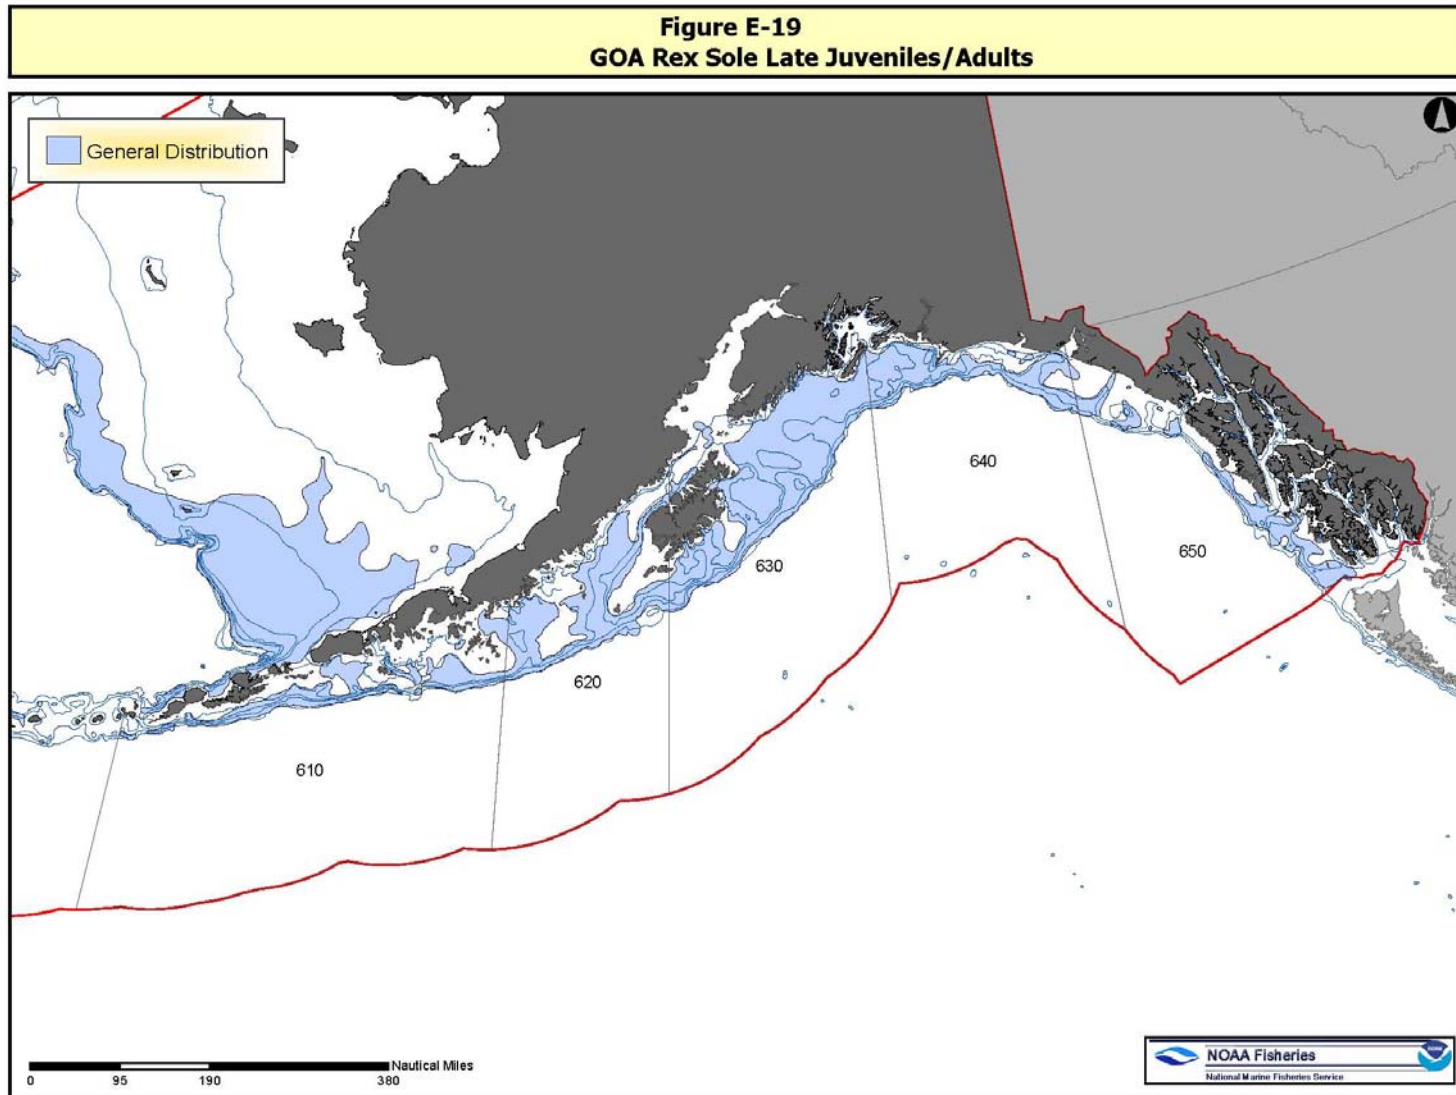 Figure E-19
GOA Rex Sole Late Juveniles/Adults
General Distribution
640
650
630
620
610
Nautical Miles
0 95 190 380
NOAA Fisheries
National Marine Fisheries Service